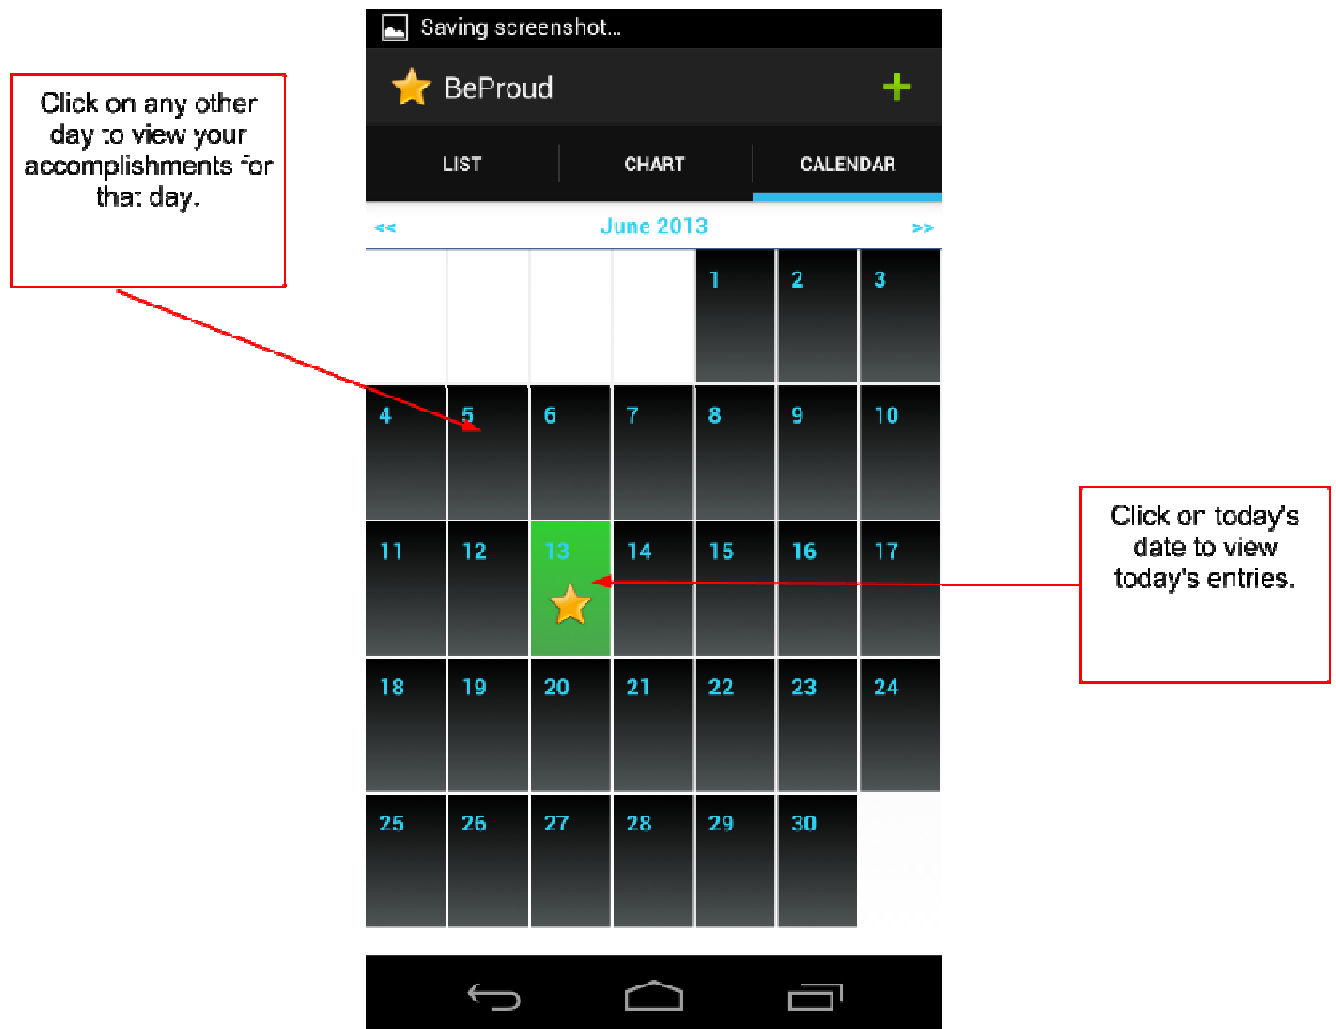 Saving screenshot...
BeProud
LIST CHART CALENDAR
<< June 2013 >>
1 2 3
4 5 6 7 8 9 10
11 12 13 14 15 16 17
18 19 20 21 22 23 24
25 26 27 28 29 30
Click on any other
day to view your
accomplishments for
that day.
Click on today's
date to view
today's entries.